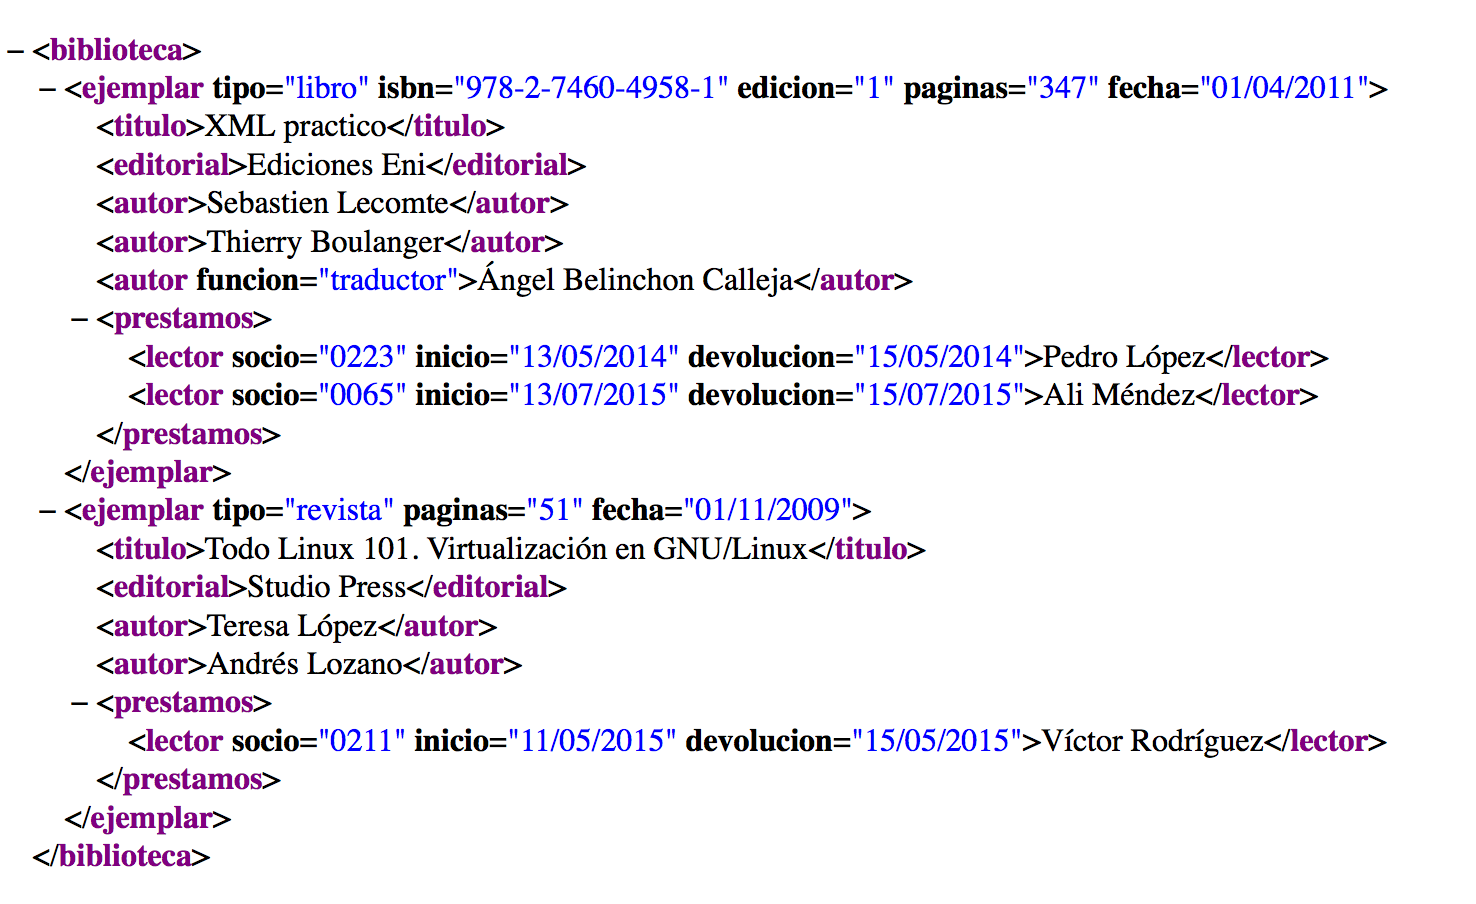 – <biblioteca>
– <ejemplar tipo="libro" isbn="978-2-7460-4958-1" edicion="1" paginas="347" fecha="01/04/2011">
<titulo>XML practico</titulo>
<editorial>Ediciones Eni</editorial>
<autor>Sebastien Lecomte</autor>
<autor>Thierry Boulanger</autor>
<autor funcion="traductor">Ángel Belinchon Calleja</autor>
– <prestamos>
<lector socio="0223" inicio="13/05/2014" devolucion="15/05/2014">Pedro López</lector>
<lector socio="0065" inicio="13/07/2015" devolucion="15/07/2015">Ali Méndez</lector>
</prestamos>
</ejemplar>
– <ejemplar tipo="revista" paginas="51" fecha="01/11/2009">
<titulo>Todo Linux 101. Virtualización en GNU/Linux</titulo>
<editorial>Studio Press</editorial>
<autor>Teresa López</autor>
<autor>Andrés Lozano</autor>
– <prestamos>
<lector socio="0211" inicio="11/05/2015" devolucion="15/05/2015">Víctor Rodríguez</lector>
</prestamos>
</ejemplar>
</biblioteca>